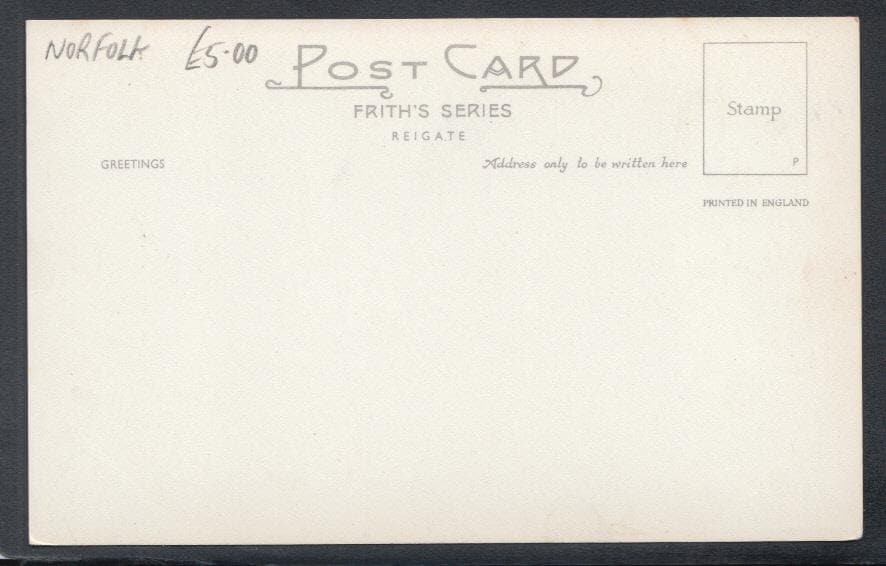 NORFOLK £5.00
POST CARD
FRITH'S SERIES
REIGATE
Stamp
P
GREETINGS
Address only to be written here
PRINTED IN ENGLAND